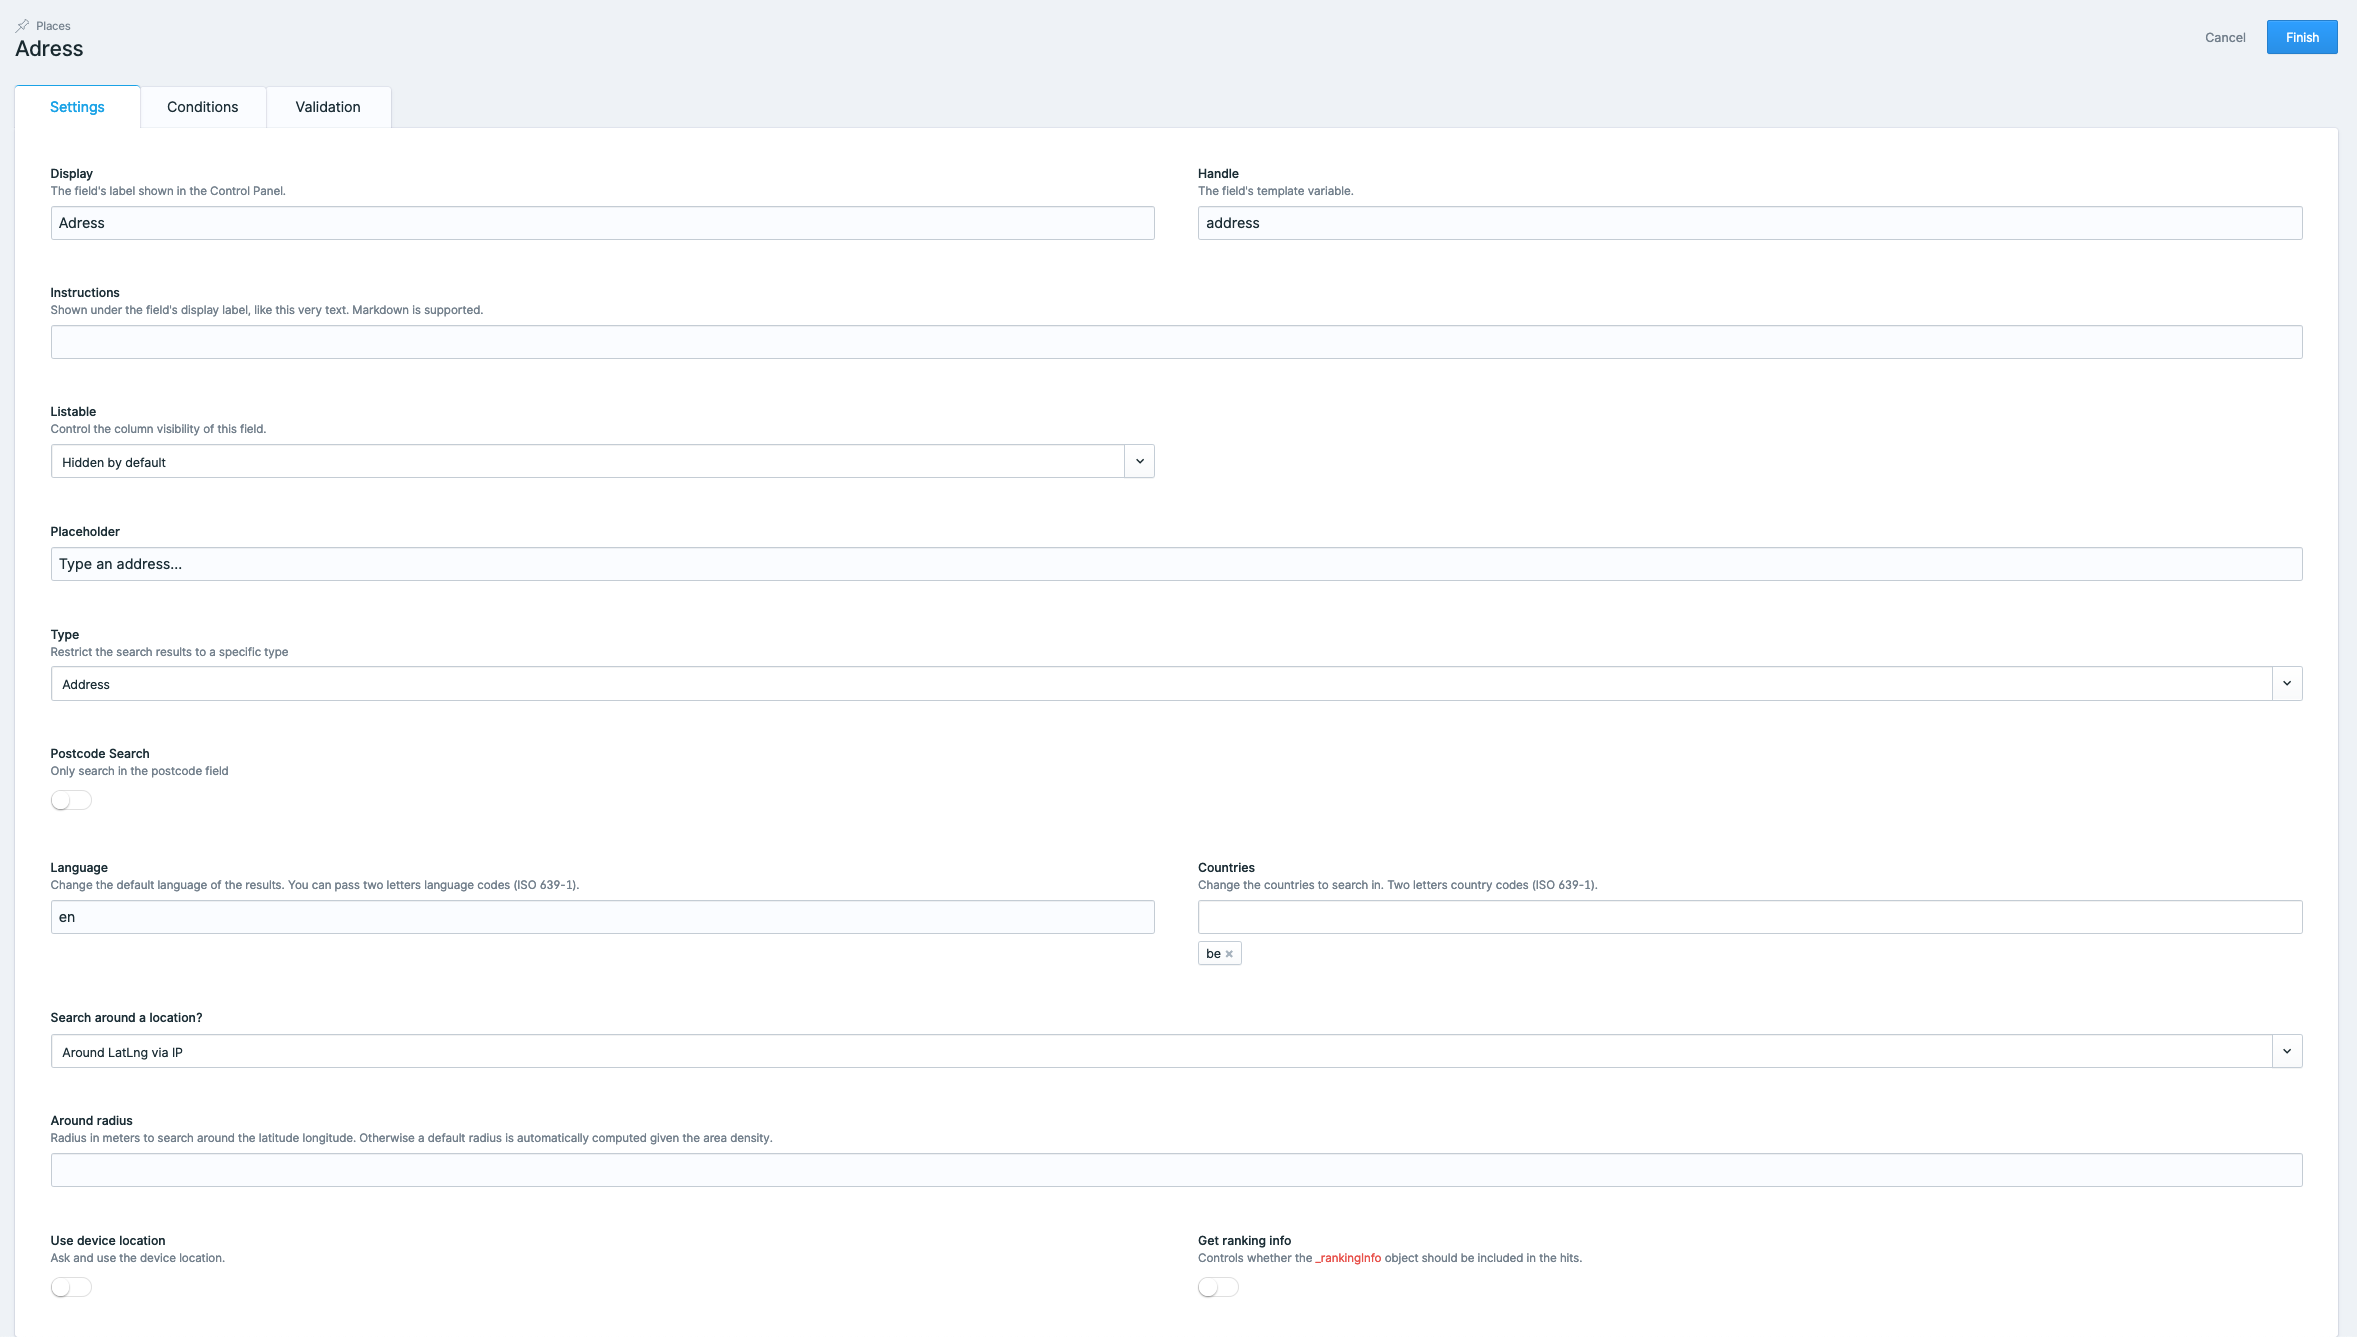 Places
Adress
Cancel
Finish
Settings
Conditions
Validation
Display
The field's label shown in the Control Panel.
Adress
Handle
The field's template variable.
address
Instructions
Shown under the field's display label, like this very text. Markdown is supported.
Listable
Control the column visibility of this field.
Hidden by default
Placeholder
Type an address...
Type
Restrict the search results to a specific type
Address
Postcode Search
Only search in the postcode field
Language
Change the default language of the results. You can pass two letters language codes (ISO 639-1).
en
Countries
Change the countries to search in. Two letters country codes (ISO 639-1).
be ×
Search around a location?
Around LatLng via IP
Around radius
Radius in meters to search around the latitude longitude. Otherwise a default radius is automatically computed given the area density.
Use device location
Ask and use the device location.
Get ranking info
Controls whether the _rankingInfo object should be included in the hits.